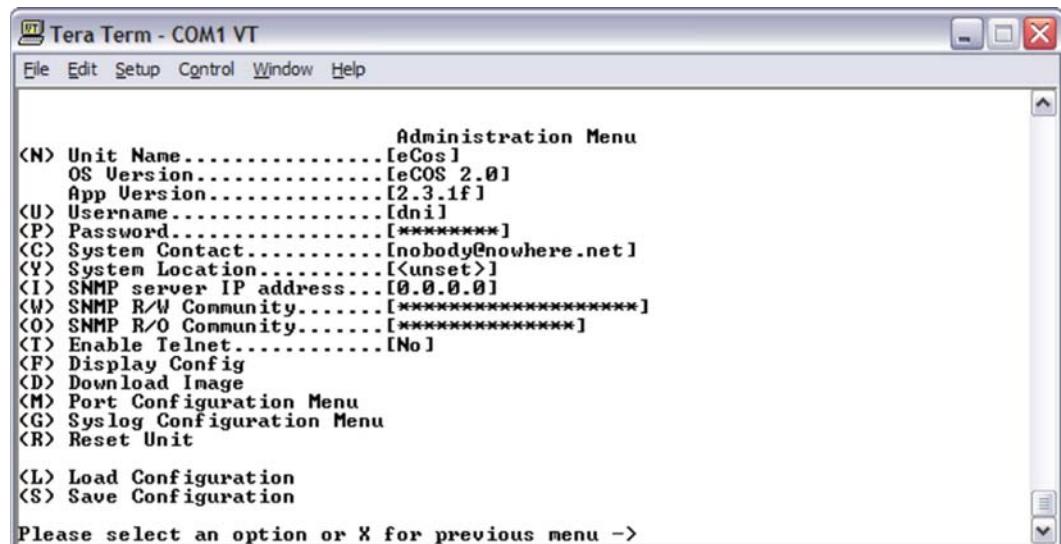 Tera Term - COM1 VT
File Edit Setup Control Window Help
Administration Menu
(N) Unit Name.................[eCos]
OS Version................[eCOS 2.0]
App Version...............[2.3.1f]
(U) Username..................[dni]
(P) Password..................[********]
(C) System Contact............[nobody@nowhere.net]
(Y) System Location...........[<unset>]
(I) SNMP server IP address...[0.0.0.0]
(W) SNMP R/W Community.......[********************]
(O) SNMP R/O Community.......[***************]
(T) Enable Telnet............[No]
(F) Display Config
(D) Download Image
(M) Port Configuration Menu
(G) Syslog Configuration Menu
(R) Reset Unit
(L) Load Configuration
(S) Save Configuration
Please select an option or X for previous menu ->